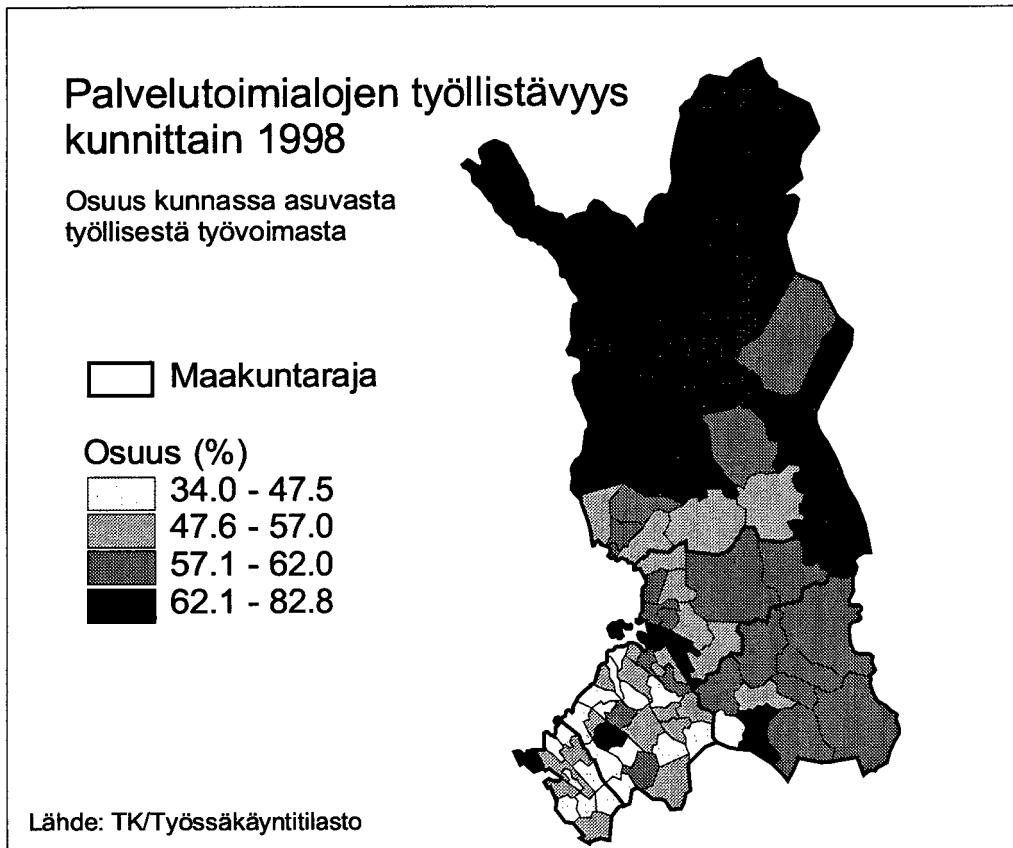 Palvelutoimialojen työllistävyys
kunnittain 1998
Osuus kunnassa asuvasta
työllisestä työvoimasta
Maakuntaraja
Osuus (%)
34.0 - 47.5
47.6 - 57.0
57.1 - 62.0
62.1 - 82.8
Lähde: TK/Työssäkäyntitilasto